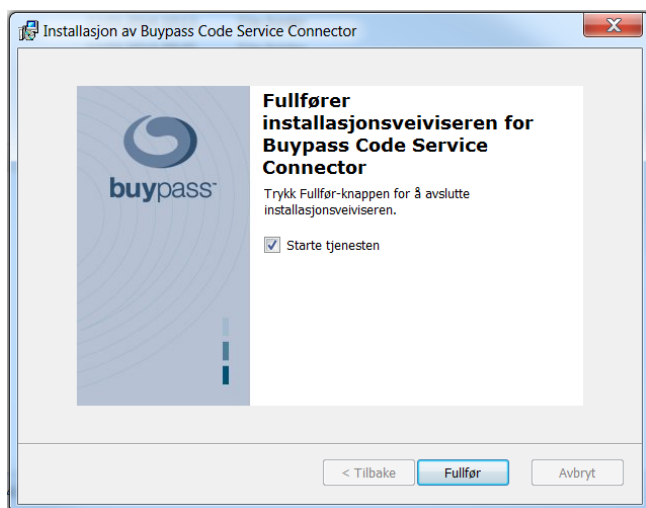 Installasjon av Buypass Code Service Connector
buypass
Fullfører
installasjonsveiviseren for
Buypass Code Service
Connector
Trykk Fullfør-knappen for å avslutte
installasjonsveiviseren.
Starte tjenesten
< Tilbake
Fullfør
Avbryt